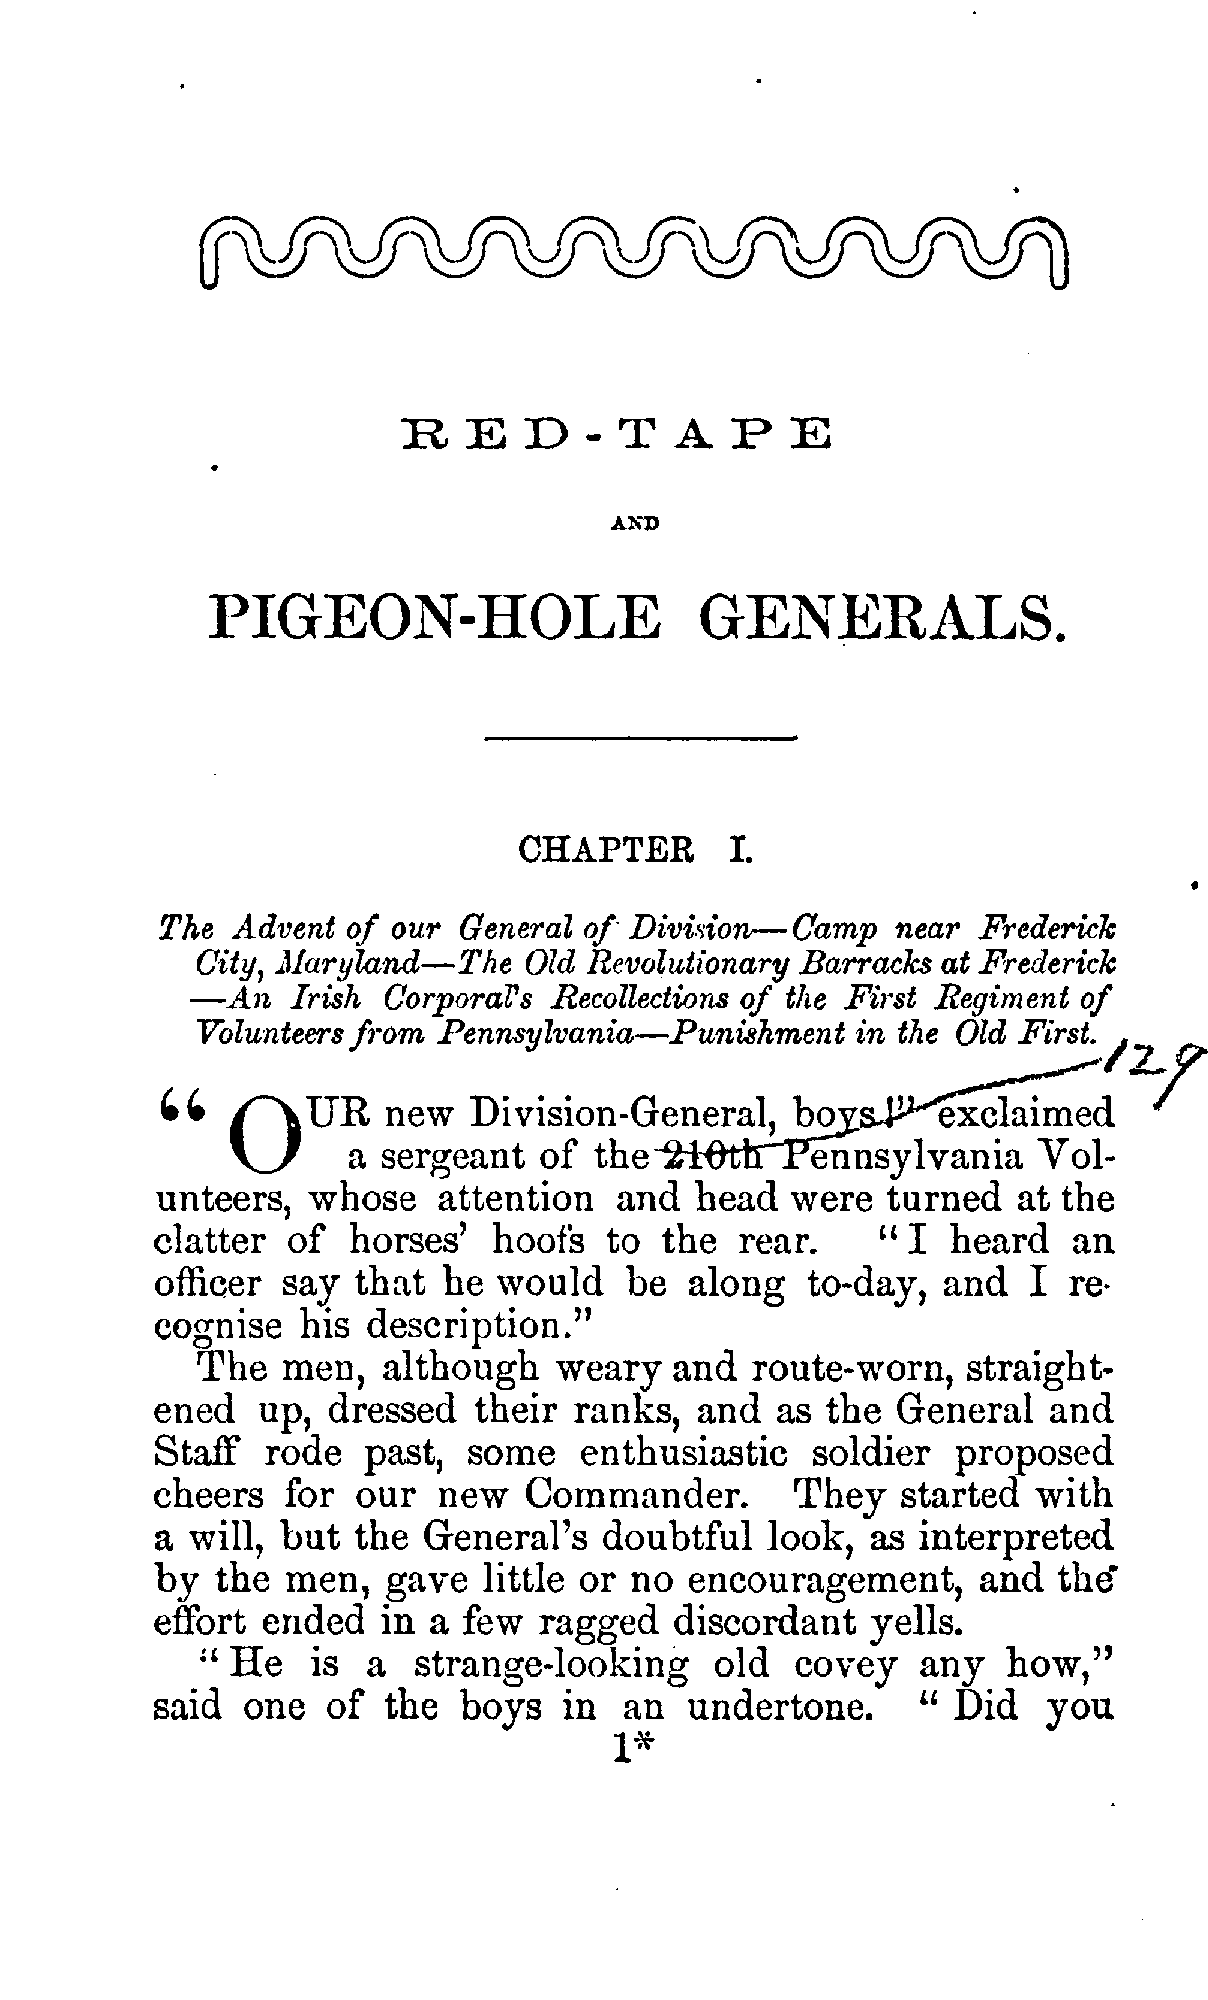 RED-TAPE
AND
PIGEON-HOLE GENERALS.
CHAPTER I.
The Advent of our General of Division—Camp near Frederick
City, Maryland—The Old Revolutionary Barracks at Frederick
—An Irish Corporal's Recollections of the First Regiment of
Volunteers from Pennsylvania—Punishment in the Old First.
129
"OUR new Division-General, boys!" exclaimed
a sergeant of the 210th Pennsylvania Vol-
unteers, whose attention and head were turned at the
clatter of horses' hoofs to the rear. "I heard an
officer say that he would be along to-day, and I re-
cognise his description."
The men, although weary and route-worn, straight-
ened up, dressed their ranks, and as the General and
Staff rode past, some enthusiastic soldier proposed
cheers for our new Commander. They started with
a will, but the General's doubtful look, as interpreted
by the men, gave little or no encouragement, and the
effort ended in a few ragged discordant yells.
"He is a strange-looking old covey any how,"
said one of the boys in an undertone. "Did you
1*